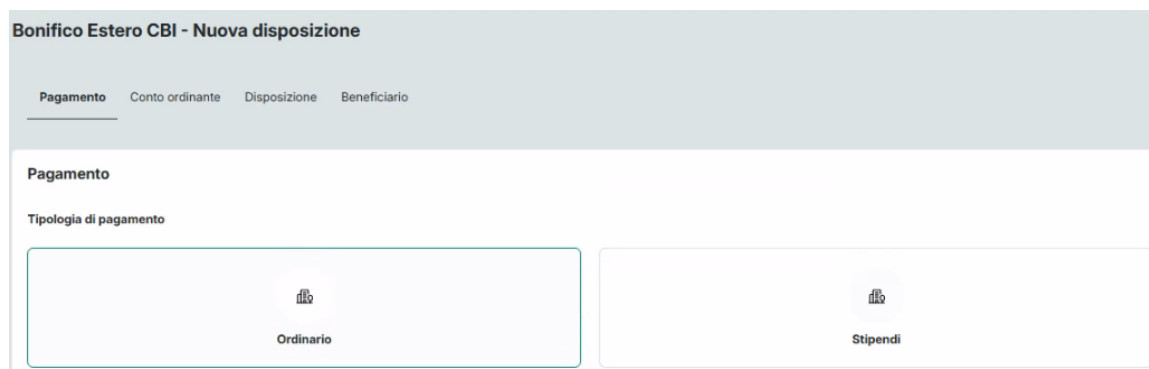 Bonifico Estero CBI - Nuova disposizione
Pagamento Conto ordinante Disposizione Beneficiario
Pagamento
Tipologia di pagamento
Ordinario Stipendi